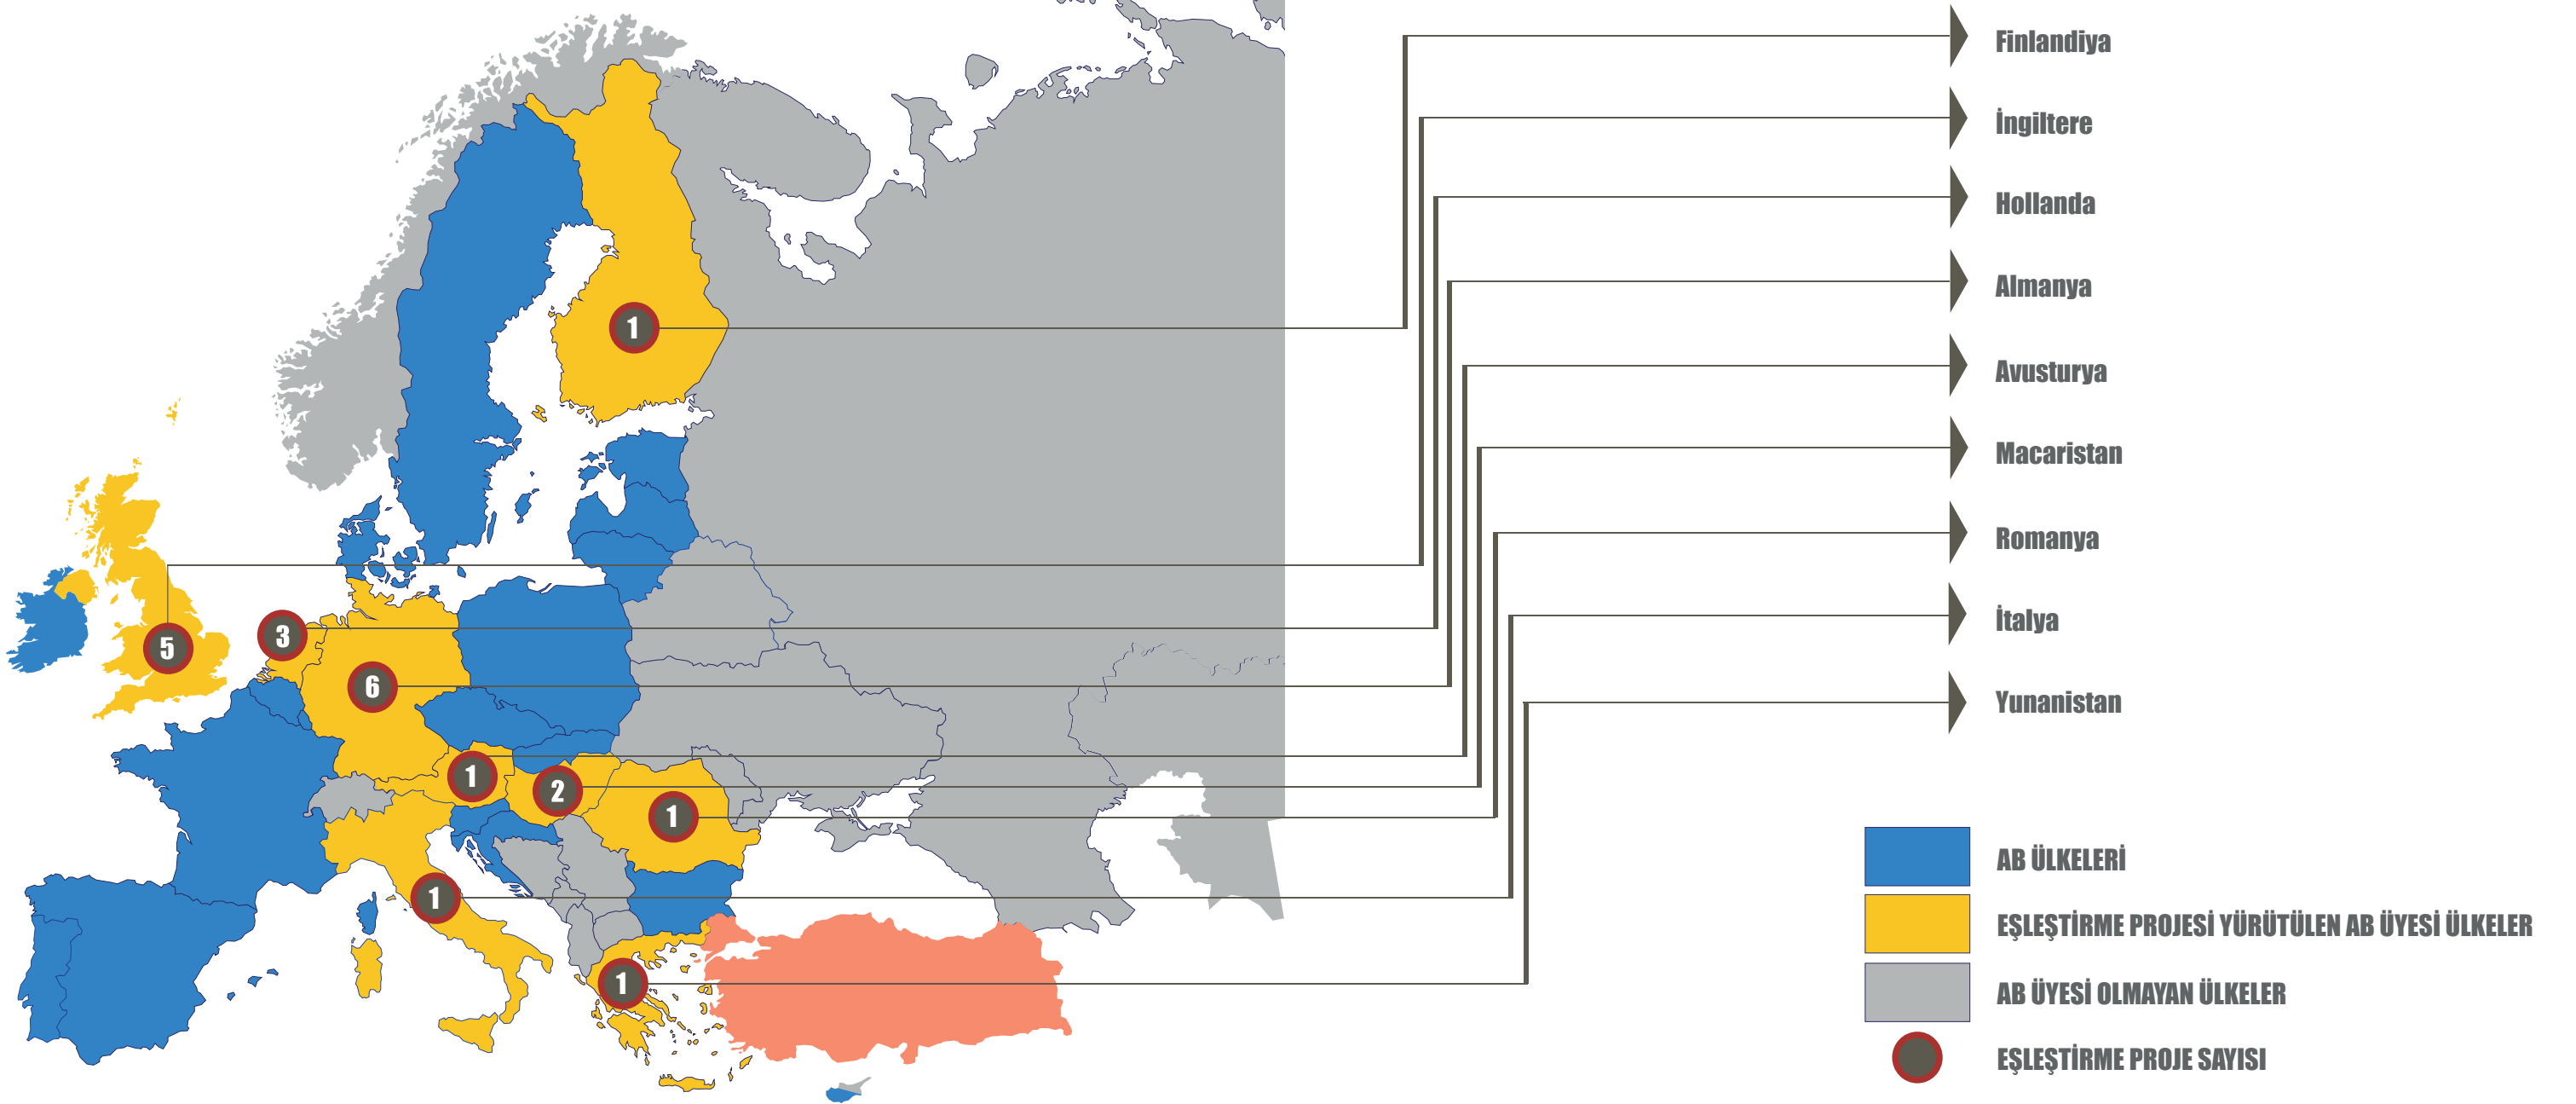 Finlandiya
İngiltere
Hollanda
Almanya
Avusturya
Macaristan
Romanya
İtalya
Yunanistan
1
5
3
6
1
2
1
1
1
AB ÜLKELERİ
EŞLEŞTİRME PROJESİ YÜRÜTÜLEN AB ÜYESİ ÜLKELER
AB ÜYESİ OLMAYAN ÜLKELER
EŞLEŞTİRME PROJE SAYISI